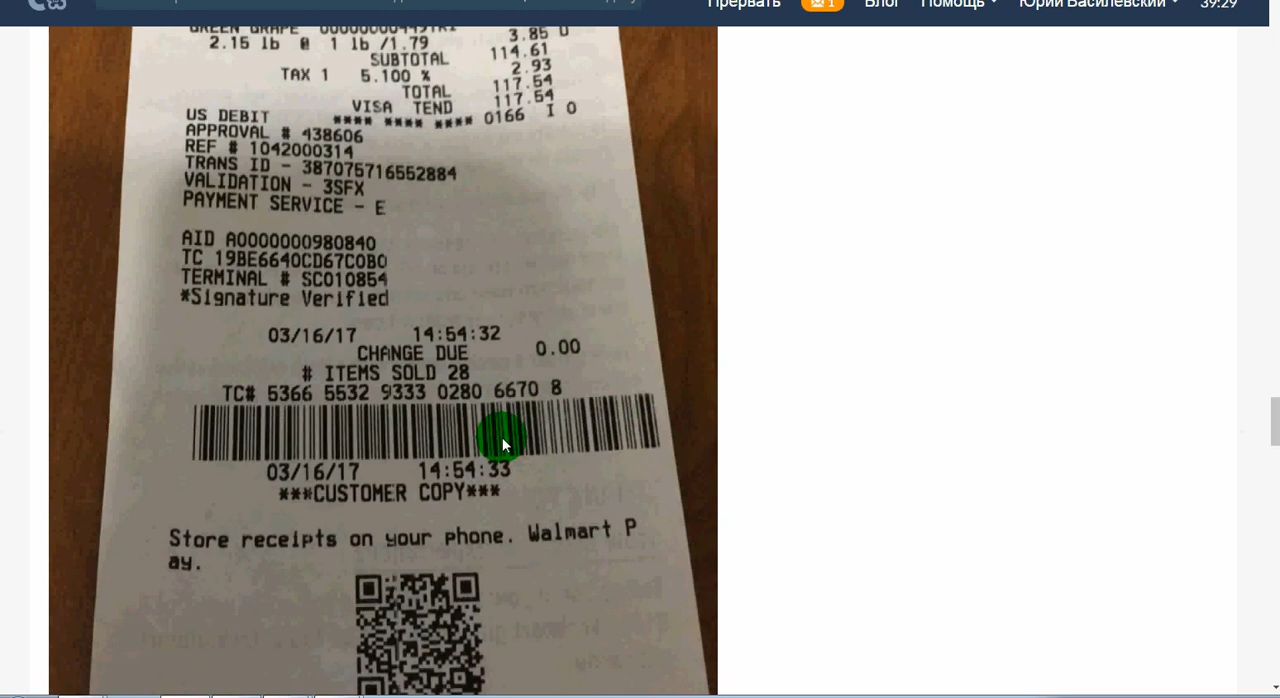 Прервать 1 Блог Помощь Юрий Василевский 39:29
GREEN GRAPE 3.85
2.15 lb @ 1 lb /1.79
SUBTOTAL 114.61
TAX 1 5.100 % 2.93
TOTAL 117.54
VISA TEND 117.54
US DEBIT **** **** **** 0166 I 0
APPROVAL # 438606
REF # 1042000314
TRANS ID - 387075716552884
VALIDATION - 3SFX
PAYMENT SERVICE - E
AID A0000000980840
TC 19BE6640CD67C0B0
TERMINAL # SC010854
*Signature Verified
03/16/17 14:54:32
CHANGE DUE 0.00
# ITEMS SOLD 28
TC# 5366 5532 9333 0280 6670 8
03/16/17 14:54:33
***CUSTOMER COPY***
Store receipts on your phone. Walmart P
ay.